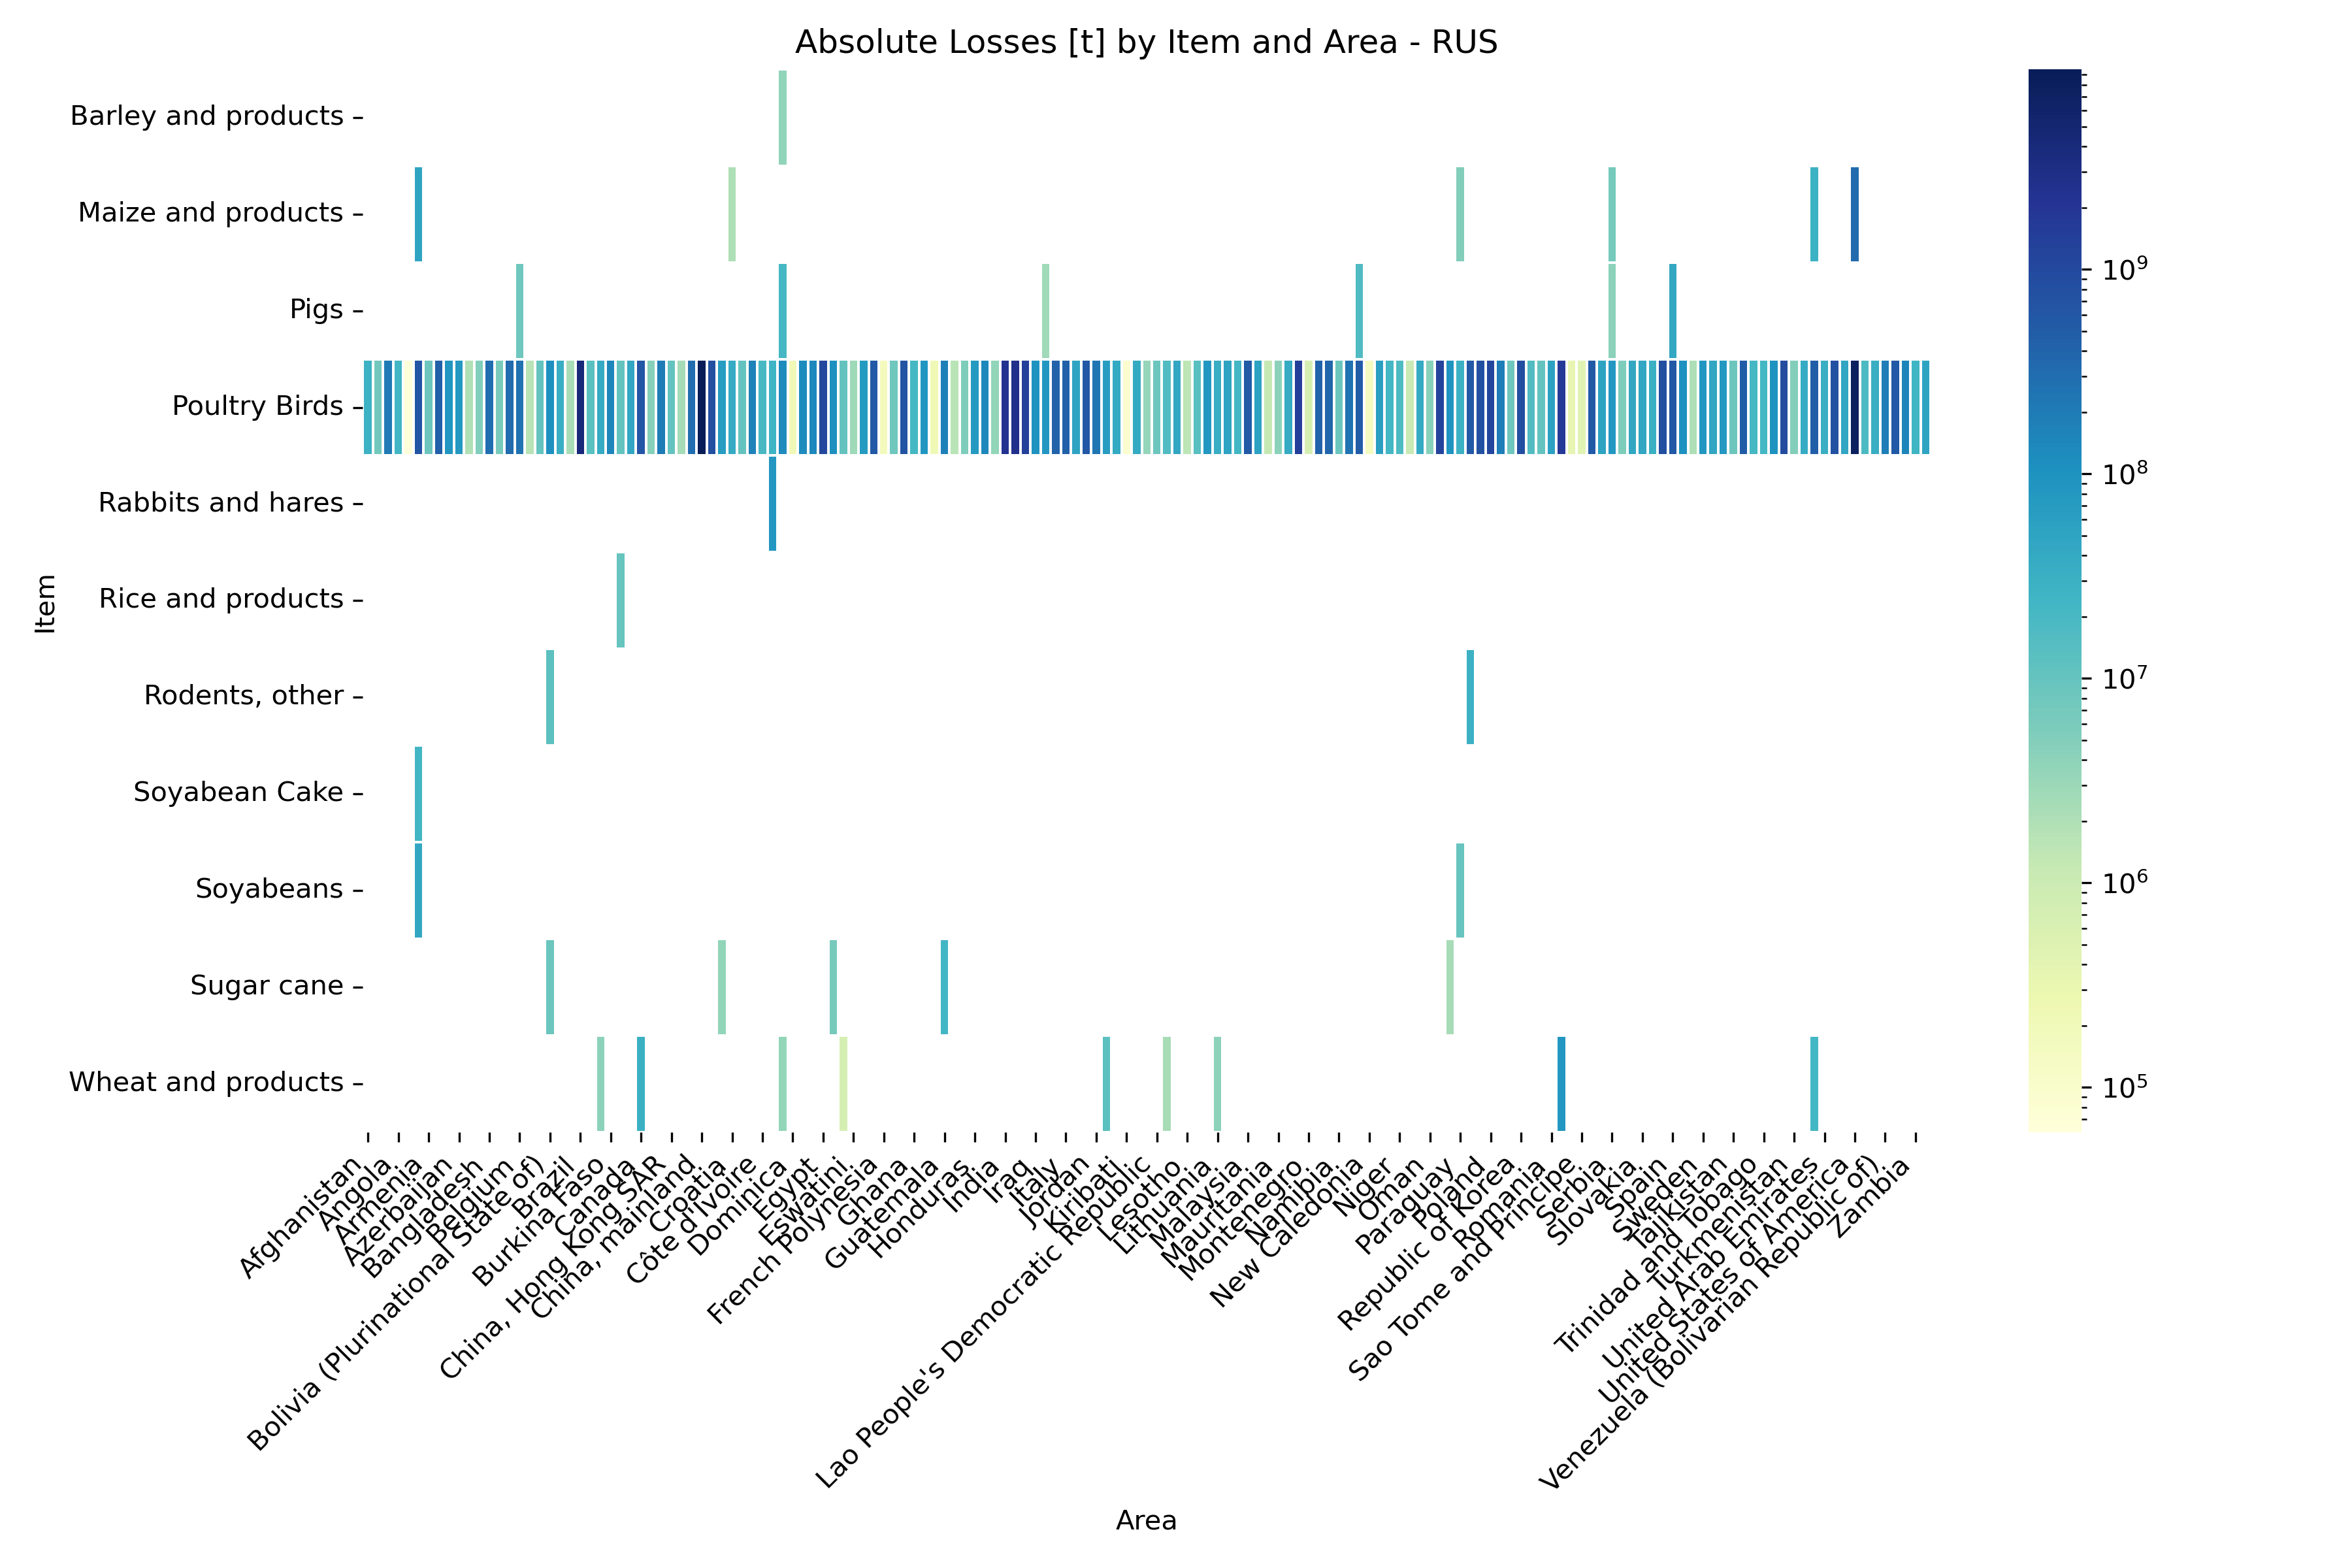 Absolute Losses [t] by Item and Area - RUS
Barley and products
Maize and products
Pigs
Poultry Birds
Rabbits and hares
Rice and products
Rodents, other
Soyabean Cake
Soyabeans
Sugar cane
Wheat and products
Item
10⁹
10⁸
10⁷
10⁶
10⁵
Afghanistan
Angola
Armenia
Azerbaijan
Bangladesh
Belgium
Bolivia (Plurinational State of)
Brazil
Burkina Faso
Canada
China, Hong Kong SAR
China, mainland
Croatia
Côte d'Ivoire
Dominica
Egypt
Eswatini
French Polynesia
Ghana
Guatemala
Honduras
India
Iraq
Italy
Jordan
Kiribati
Lao People's Democratic Republic
Lesotho
Lithuania
Malaysia
Mauritania
Montenegro
Namibia
New Caledonia
Niger
Oman
Paraguay
Poland
Republic of Korea
Romania
Sao Tome and Principe
Serbia
Slovakia
Spain
Sweden
Tajikistan
Trinidad and Tobago
Turkmenistan
United Arab Emirates
United States of America
Venezuela (Bolivarian Republic of)
Zambia
Area